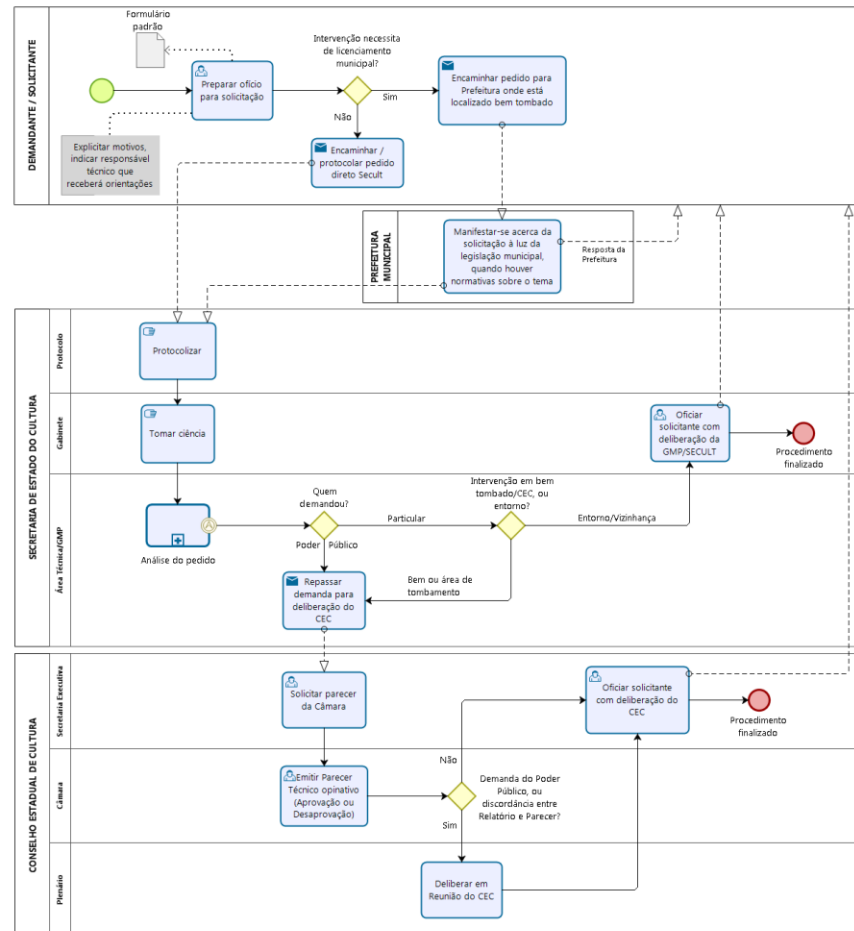 DEMANDANTE / SOLICITANTE
Formulário
padrão
Preparar ofício
para solicitação
Explicitar motivos,
indicar responsável
técnico que
receberá orientações
Intervenção necessita
de licenciamento
municipal?
Sim
Não
Encaminhar pedido para
Prefeitura onde está
localizado bem tombado
Encaminhar /
protocolar pedido
direto Secult
PREFEITURA
MUNICIPAL
Manifestar-se acerca da
solicitação à luz da
legislação municipal,
quando houver
normativas sobre o tema
Resposta da
Prefeitura
SECRETARIA DE ESTADO DO CULTURA
Protocolo
Protocolizar
Gabinete
Tomar ciência
Oficiar
solicitante com
deliberação da
GMP/SECULT
Procedimento
finalizado
Área Técnica/GMP
Análise do pedido
Quem
demandou?
Particular
Poder Público
Intervenção em bem
tombado/CEC, ou
entorno?
Entorno/Vizinhança
Bem ou área de
tombamento
Repassar
demanda para
deliberação do
CEC
CONSELHO ESTADUAL DE CULTURA
Secretaria Executiva
Solicitar parecer
da Câmara
Oficiar solicitante
com deliberação do
CEC
Procedimento
finalizado
Câmara
Emitir Parecer
Técnico opinativo
(Aprovação ou
Desaprovação)
Não
Demanda do Poder
Público, ou
discordância entre
Relatório e Parecer?
Sim
Plenário
Deliberar em
Reunião do CEC